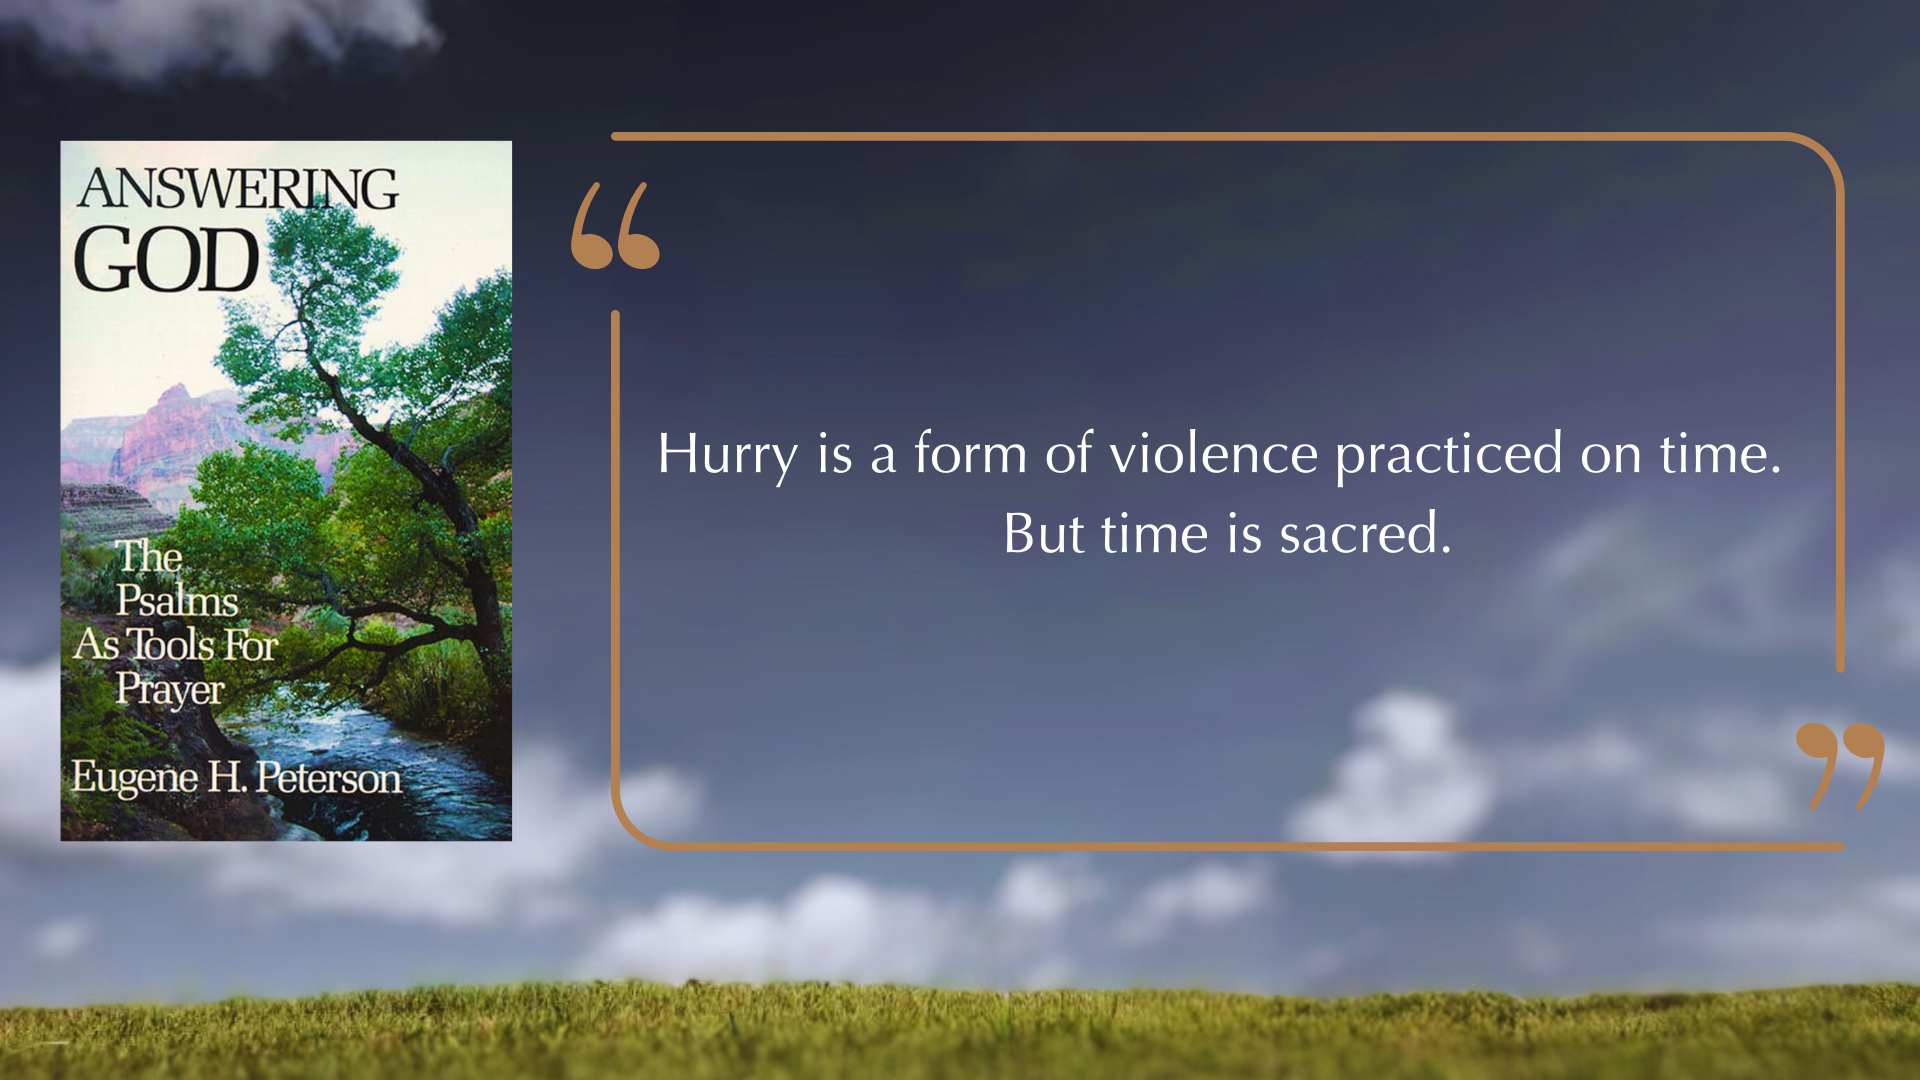 ANSWERING
GOD
The
Psalms
As Tools For
Prayer
Eugene H. Peterson
“
Hurry is a form of violence practiced on time.
But time is sacred.
”